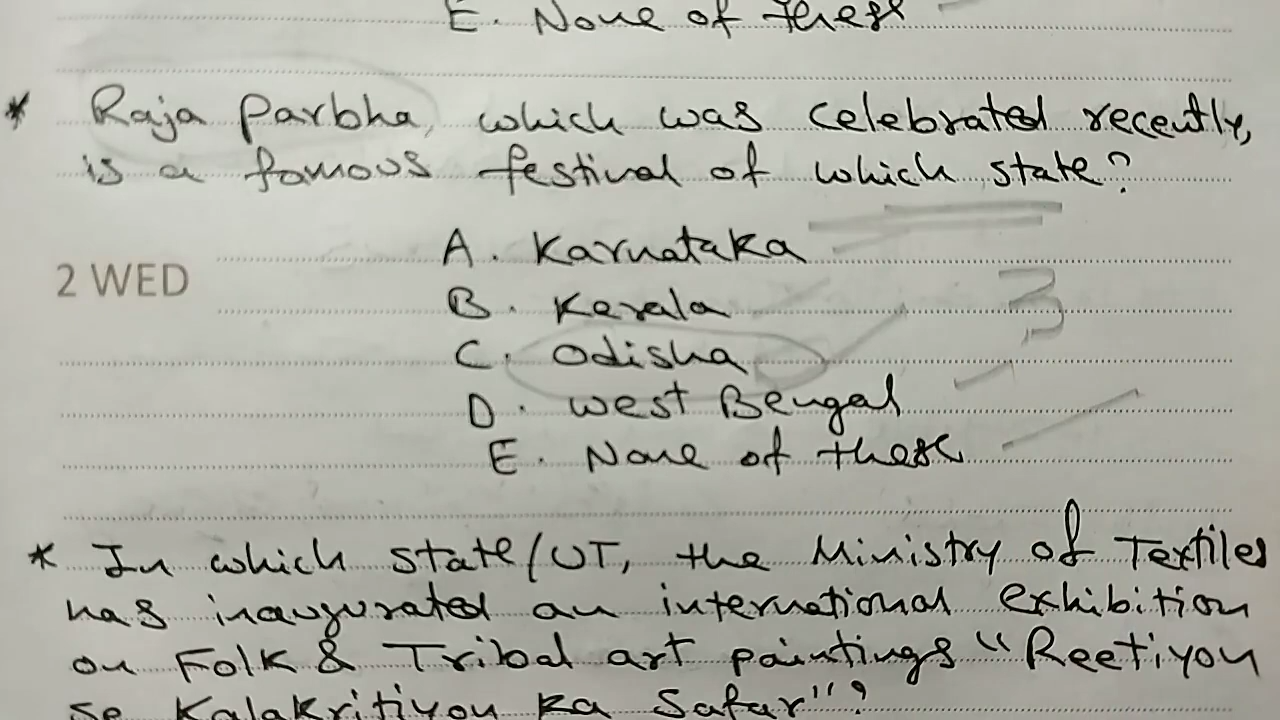 E. None of these
* Raja Parbha, which was celebrated recently,
is a famous festival of which state?
A. Karnataka
2 WED
B. Kerala
3
C. Odisha
D. West Bengal
E. None of these
* In which state/UT, the Ministry of Textiles
has inaugurated an international exhibition
on Folk & Tribal art paintings "Reetiyon
se Kalakritiyon ka Safar"?